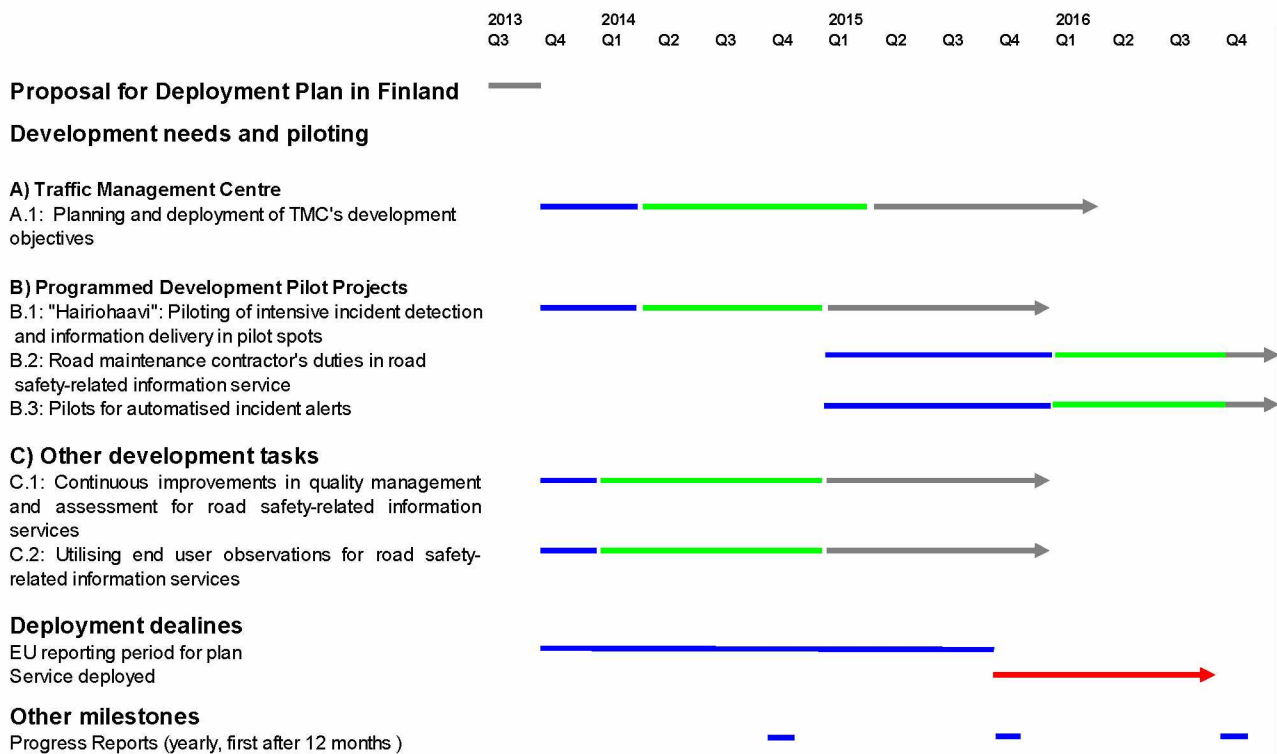 2013 2014 2015 2016
Q3 Q4 Q1 Q2 Q3 Q4 Q1 Q2 Q3 Q4 Q1 Q2 Q3 Q4
Proposal for Deployment Plan in Finland
Development needs and piloting
A) Traffic Management Centre
A.1: Planning and deployment of TMC's development
objectives
B) Programmed Development Pilot Projects
B.1: "Hairiohaavi": Piloting of intensive incident detection
and information delivery in pilot spots
B.2: Road maintenance contractor's duties in road
safety-related information service
B.3: Pilots for automatised incident alerts
C) Other development tasks
C.1: Continuous improvements in quality management
and assessment for road safety-related information
services
C.2: Utilising end user observations for road safety-
related information services
Deployment dealines
EU reporting period for plan
Service deployed
Other milestones
Progress Reports (yearly, first after 12 months )